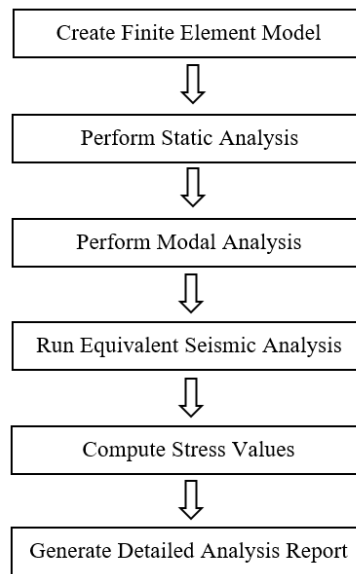 Create Finite Element Model
Perform Static Analysis
Perform Modal Analysis
Run Equivalent Seismic Analysis
Compute Stress Values
Generate Detailed Analysis Report